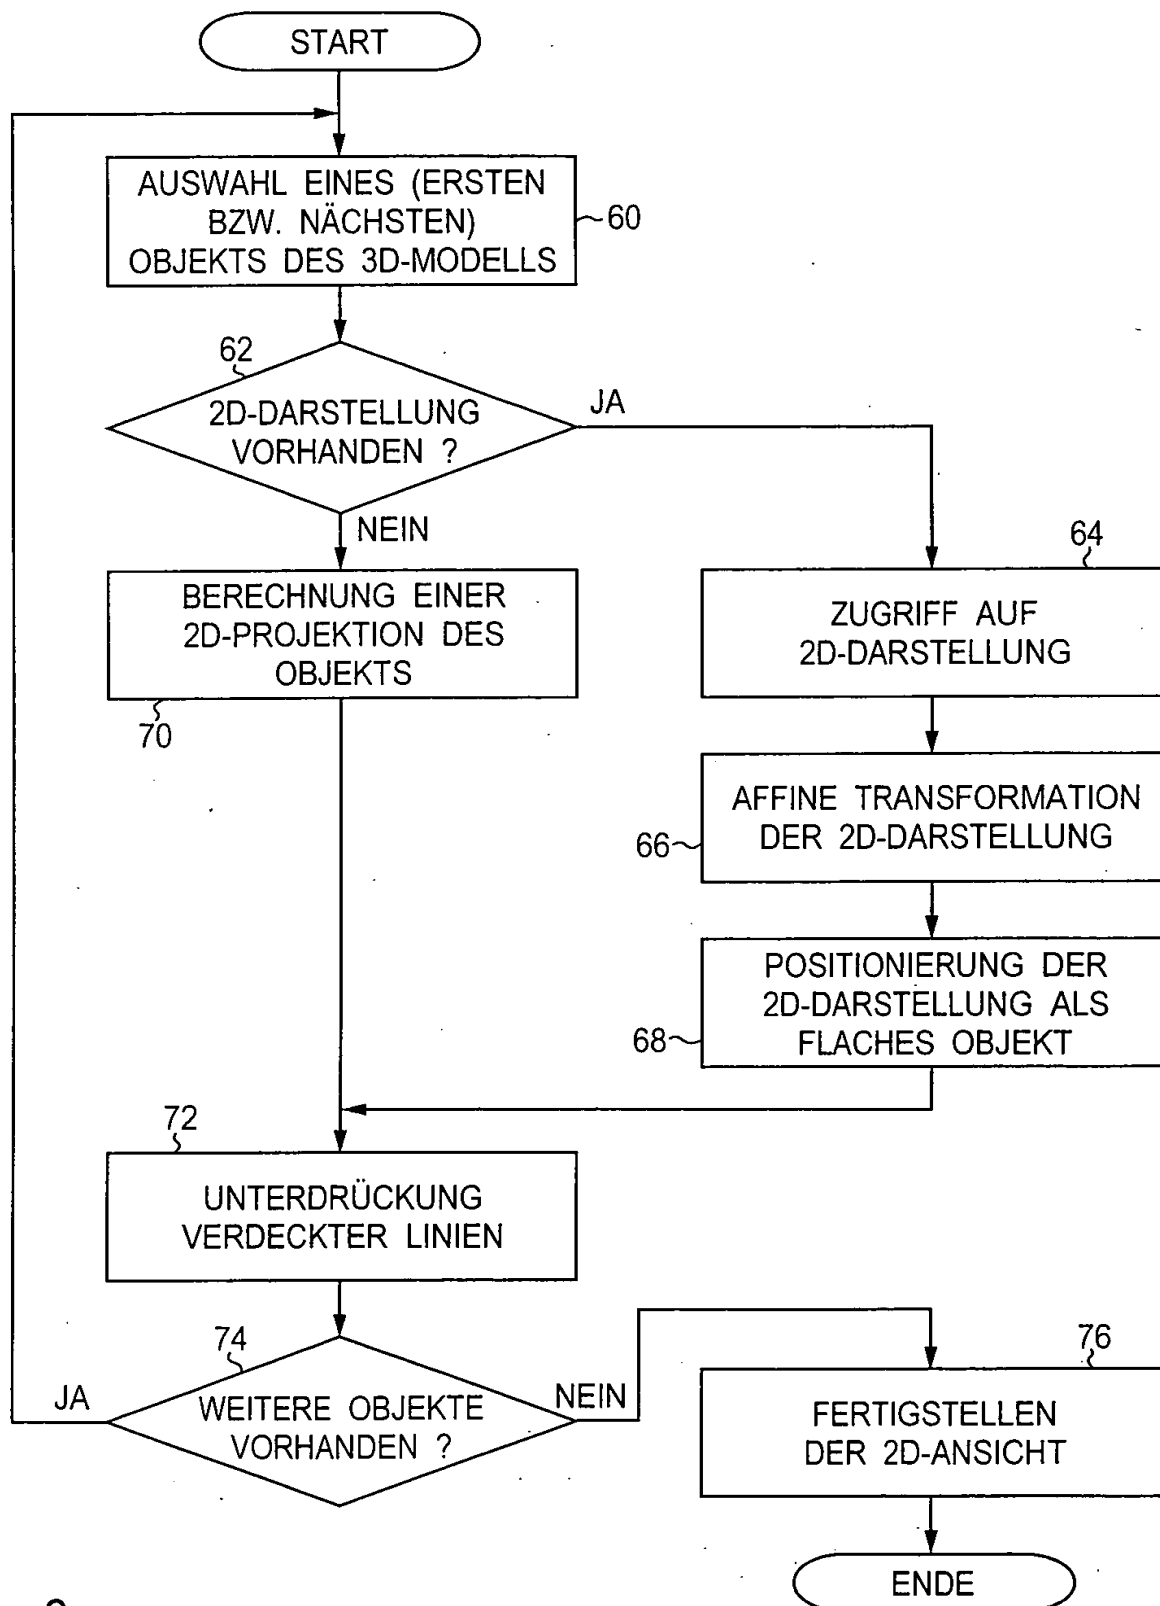 START
AUSWAHL EINES (ERSTEN
BZW. NÄCHSTEN)
OBJEKTS DES 3D-MODELLS
60
62
2D-DARSTELLUNG
VORHANDEN ?
JA
NEIN
BERECHNUNG EINER
2D-PROJEKTION DES
OBJEKTS
70
64
ZUGRIFF AUF
2D-DARSTELLUNG
AFFINE TRANSFORMATION
DER 2D-DARSTELLUNG
66
POSITIONIERUNG DER
2D-DARSTELLUNG ALS
FLACHES OBJEKT
68
72
UNTERDRÜCKUNG
VERDECKTER LINIEN
74
WEITERE OBJEKTE
VORHANDEN ?
JA
NEIN
76
FERTIGSTELLEN
DER 2D-ANSICHT
ENDE